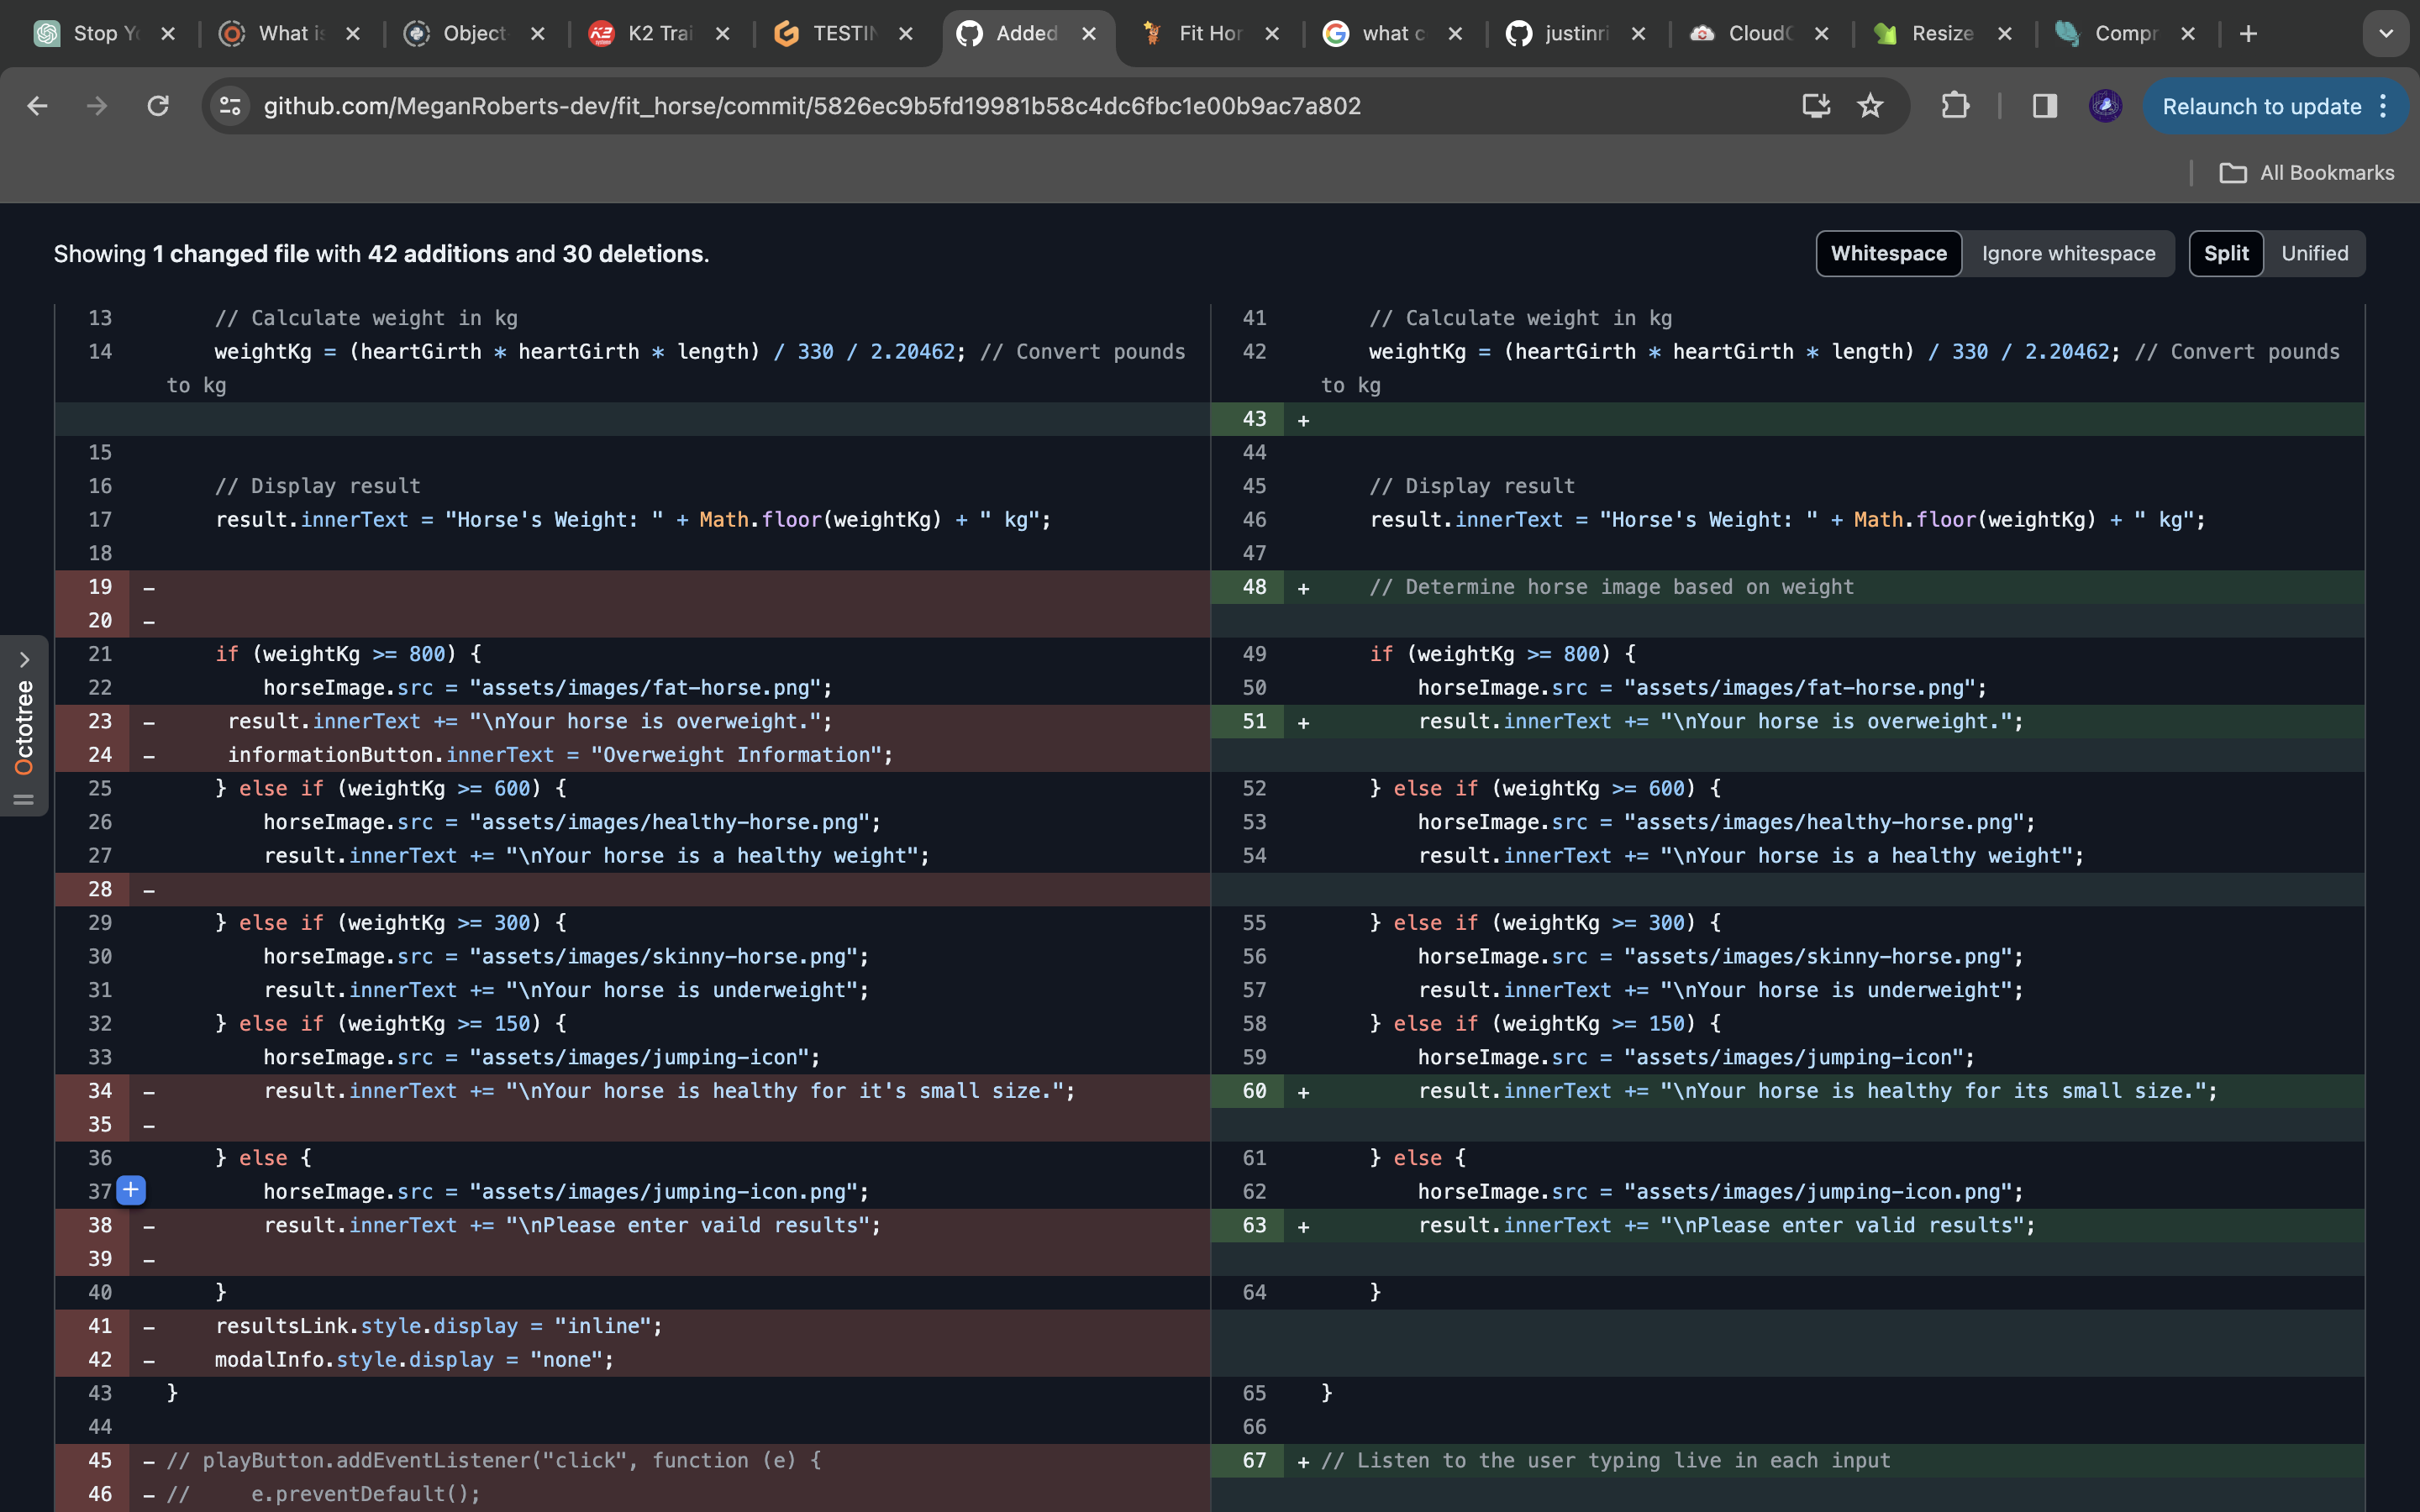 Stop Y
What is
Object-
K2 Trai
TESTIN
Added
Fit Hor
what c
justinri
CloudC
Resize
Compr
github.com/MeganRoberts-dev/fit_horse/commit/5826ec9b5fd19981b58c4dc6fbc1e00b9ac7a802
Relaunch to update
All Bookmarks
Showing 1 changed file with 42 additions and 30 deletions.
Whitespace
Ignore whitespace
Split
Unified
Octotree
13 // Calculate weight in kg
14 weightKg = (heartGirth * heartGirth * length) / 330 / 2.20462; // Convert pounds
to kg
15
16 // Display result
17 result.innerText = "Horse's Weight: " + Math.floor(weightKg) + " kg";
18
19 -
20 -
21 if (weightKg >= 800) {
22 horseImage.src = "assets/images/fat-horse.png";
23 - result.innerText += "\nYour horse is overweight.";
24 - informationButton.innerText = "Overweight Information";
25 } else if (weightKg >= 600) {
26 horseImage.src = "assets/images/healthy-horse.png";
27 result.innerText += "\nYour horse is a healthy weight";
28 -
29 } else if (weightKg >= 300) {
30 horseImage.src = "assets/images/skinny-horse.png";
31 result.innerText += "\nYour horse is underweight";
32 } else if (weightKg >= 150) {
33 horseImage.src = "assets/images/jumping-icon";
34 - result.innerText += "\nYour horse is healthy for it's small size.";
35 -
36 } else {
37 + horseImage.src = "assets/images/jumping-icon.png";
38 - result.innerText += "\nPlease enter vaild results";
39 -
40 }
41 - resultsLink.style.display = "inline";
42 - modalInfo.style.display = "none";
43 }
44
45 - // playButton.addEventListener("click", function (e) {
46 - // e.preventDefault();
41 // Calculate weight in kg
42 weightKg = (heartGirth * heartGirth * length) / 330 / 2.20462; // Convert pounds
to kg
43 +
44
45 // Display result
46 result.innerText = "Horse's Weight: " + Math.floor(weightKg) + " kg";
47
48 + // Determine horse image based on weight
49 if (weightKg >= 800) {
50 horseImage.src = "assets/images/fat-horse.png";
51 + result.innerText += "\nYour horse is overweight.";
52 } else if (weightKg >= 600) {
53 horseImage.src = "assets/images/healthy-horse.png";
54 result.innerText += "\nYour horse is a healthy weight";
55 } else if (weightKg >= 300) {
56 horseImage.src = "assets/images/skinny-horse.png";
57 result.innerText += "\nYour horse is underweight";
58 } else if (weightKg >= 150) {
59 horseImage.src = "assets/images/jumping-icon";
60 + result.innerText += "\nYour horse is healthy for its small size.";
61 } else {
62 horseImage.src = "assets/images/jumping-icon.png";
63 + result.innerText += "\nPlease enter valid results";
64 }
65 }
66
67 + // Listen to the user typing live in each input